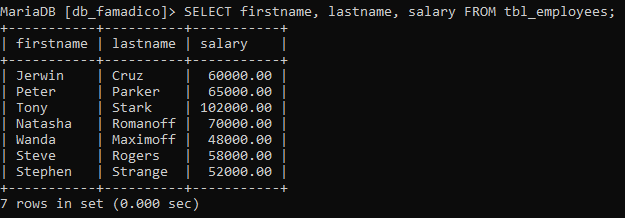 MariaDB [db_famadico]> SELECT firstname, lastname, salary FROM tbl_employees;
+-----------+----------+-----------+
| firstname | lastname | salary    |
+-----------+----------+-----------+
| Jerwin    | Cruz     |  60000.00 |
| Peter     | Parker   |  65000.00 |
| Tony      | Stark    | 102000.00 |
| Natasha   | Romanoff |  70000.00 |
| Wanda     | Maximoff |  48000.00 |
| Steve     | Rogers   |  58000.00 |
| Stephen   | Strange  |  52000.00 |
+-----------+----------+-----------+
7 rows in set (0.000 sec)